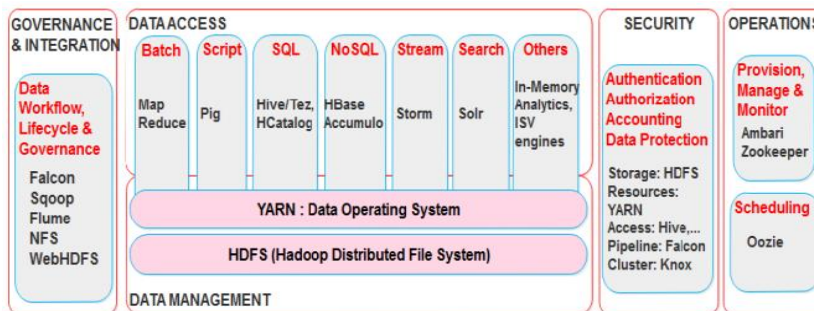 GOVERNANCE
& INTEGRATION
Data
Workflow,
Lifecycle &
Governance
Falcon
Sqoop
Flume
NFS
WebHDFS
DATA ACCESS
Batch
Map
Reduce
Script
Pig
SQL
Hive/Tez,
HCatalog
NoSQL
HBase
Accumulo
Stream
Storm
Search
Solr
Others
In-Memory
Analytics,
ISV
engines
YARN : Data Operating System
HDFS (Hadoop Distributed File System)
DATA MANAGEMENT
SECURITY
Authentication
Authorization
Accounting
Data Protection
Storage: HDFS
Resources:
YARN
Access: Hive,...
Pipeline: Falcon
Cluster: Knox
OPERATIONS
Provision,
Manage &
Monitor
Ambari
Zookeeper
Scheduling
Oozie